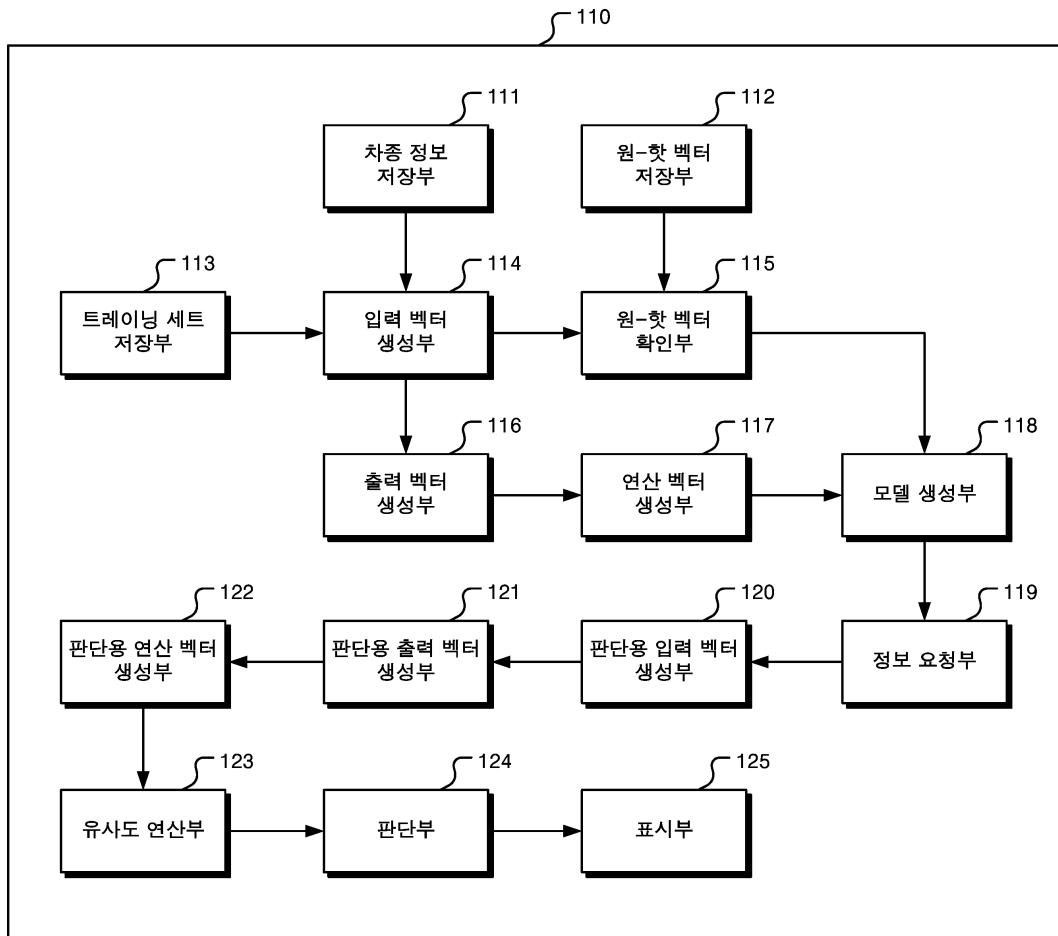 110
111
112
차종 정보
저장부
원-핫 벡터
저장부
113
114
115
트레이닝 세트
저장부
입력 벡터
생성부
원-핫 벡터
확인부
116
117
118
출력 벡터
생성부
연산 벡터
생성부
모델 생성부
122
121
120
119
판단용 연산 벡터
생성부
판단용 출력 벡터
생성부
판단용 입력 벡터
생성부
정보 요청부
123
124
125
유사도 연산부
판단부
표시부